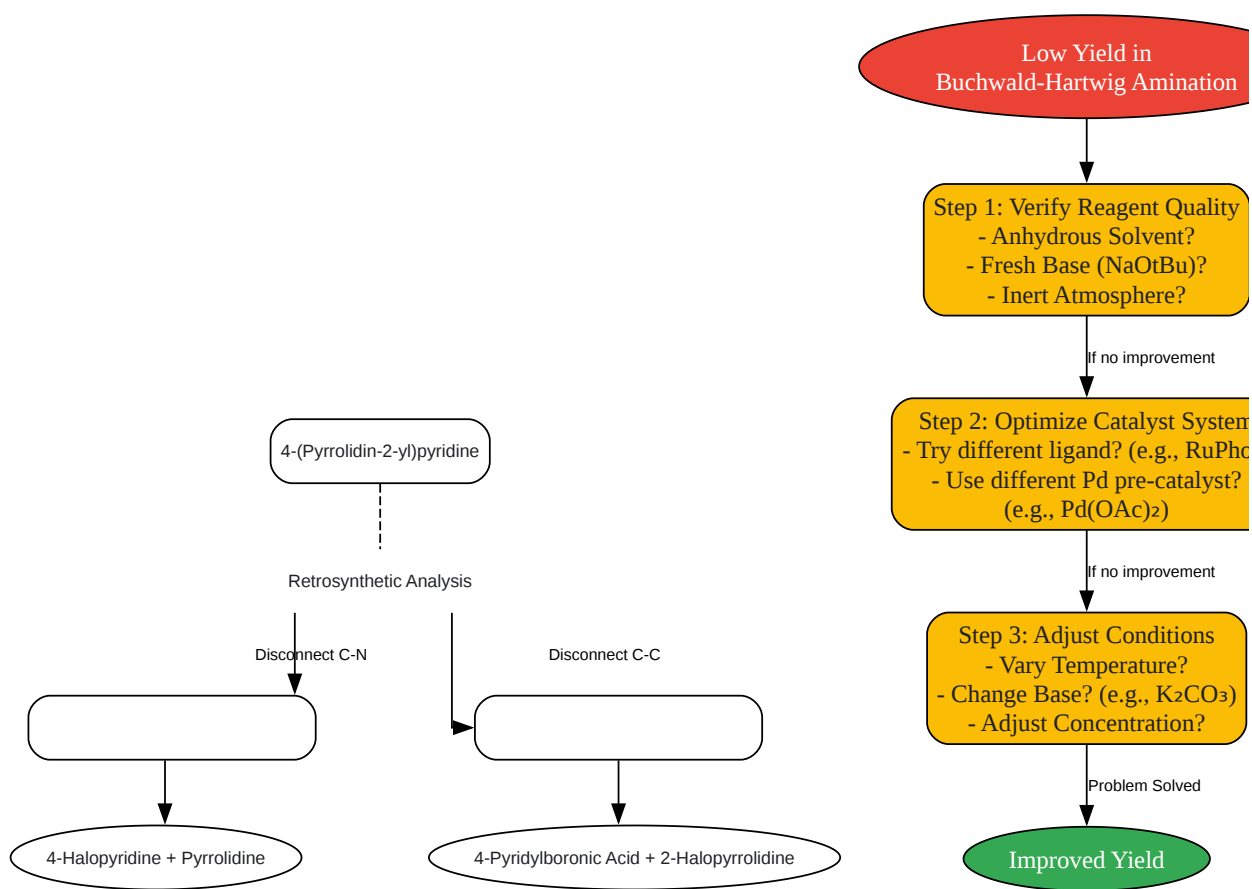 Low Yield in
Buchwald-Hartwig Amination
Step 1: Verify Reagent Quality
- Anhydrous Solvent?
- Fresh Base (NaOtBu)?
- Inert Atmosphere?
If no improvement
Step 2: Optimize Catalyst System
- Try different ligand? (e.g., RuPho
- Use different Pd pre-catalyst?
(e.g., Pd(OAc)₂)
If no improvement
Step 3: Adjust Conditions
- Vary Temperature?
- Change Base? (e.g., K₂CO₃)
- Adjust Concentration?
Problem Solved
Improved Yield
4-(Pyrrolidin-2-yl)pyridine
Retrosynthetic Analysis
Disconnect C-N
Disconnect C-C
4-Halopyridine + Pyrrolidine
4-Pyridylboronic Acid + 2-Halopyrrolidine